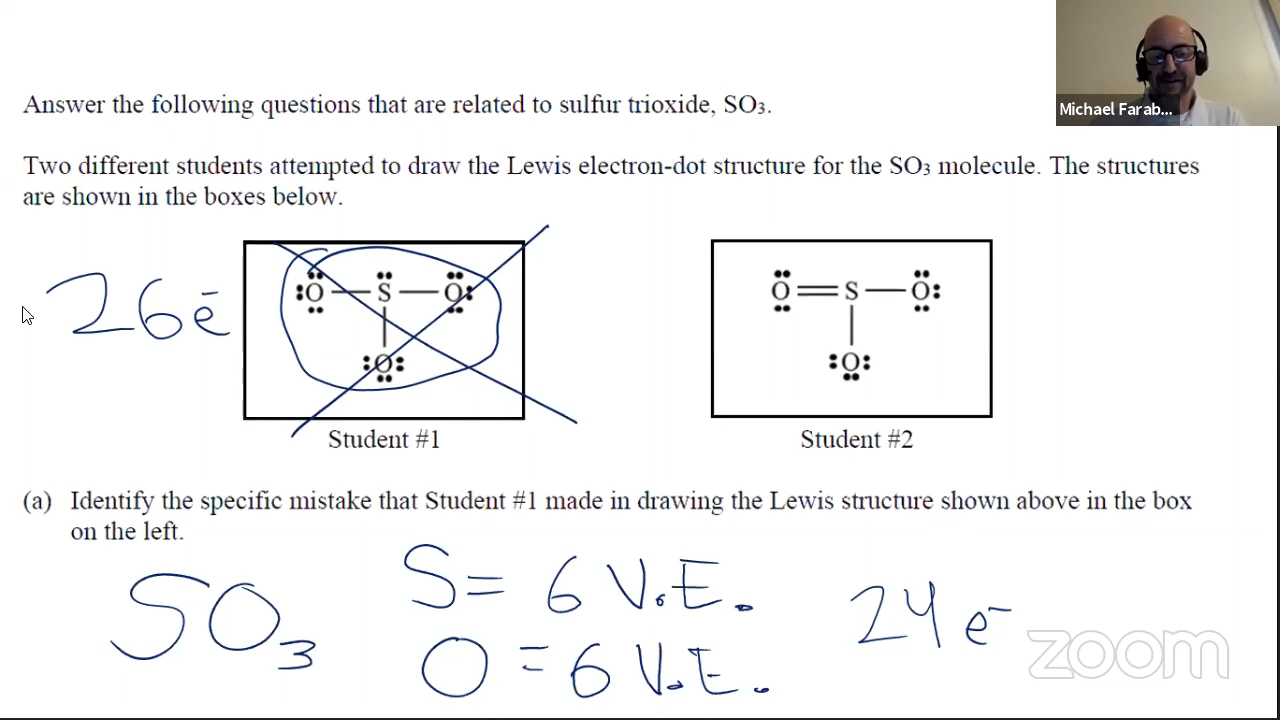 Michael Farab...
Answer the following questions that are related to sulfur trioxide, SO₃.
Two different students attempted to draw the Lewis electron-dot structure for the SO₃ molecule. The structures
are shown in the boxes below.
26 e⁻
O S O
O
Student #1
O S O
O
Student #2
(a) Identify the specific mistake that Student #1 made in drawing the Lewis structure shown above in the box
on the left.
SO₃
S = 6 V.E.
O = 6 V.E.
24 e⁻
zoom